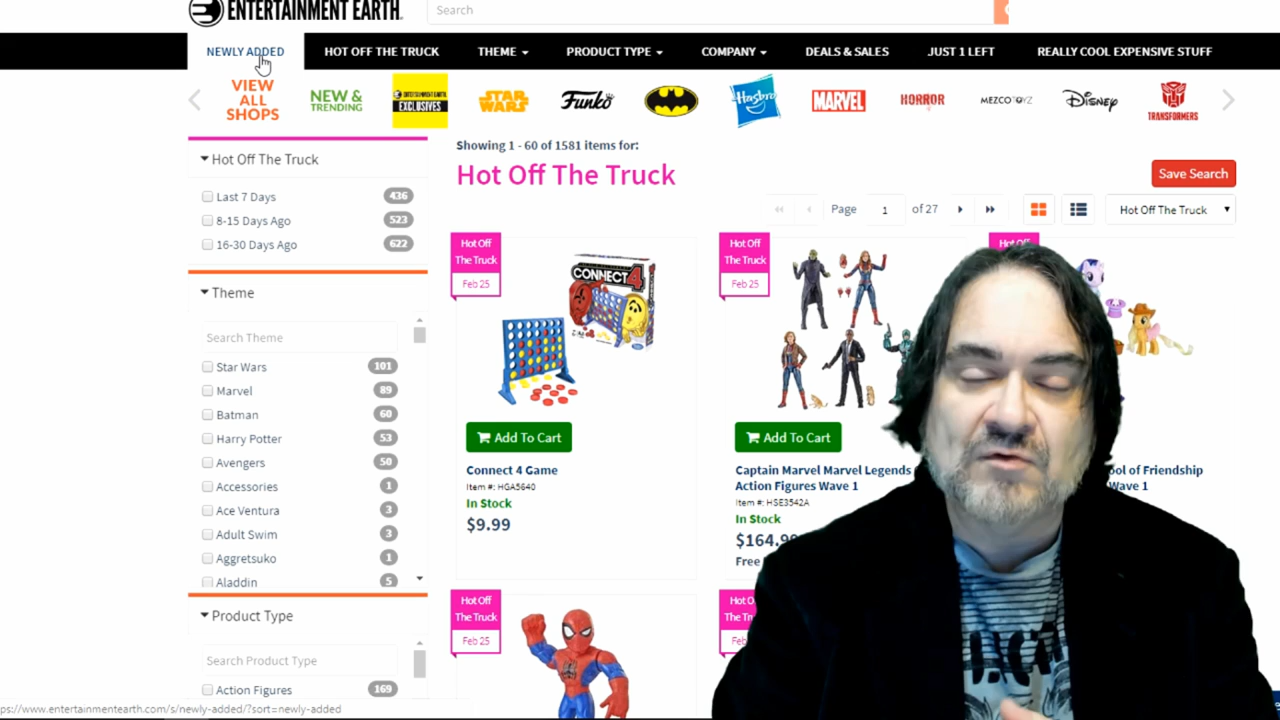 ENTERTAINMENT EARTH
Search
NEWLY ADDED HOT OFF THE TRUCK THEME PRODUCT TYPE COMPANY DEALS & SALES JUST 1 LEFT REALLY COOL EXPENSIVE STUFF
VIEW
ALL
SHOPS
NEW &
TRENDING
ENTERTAINMENT EARTH
EXCLUSIVES
STAR
WARS
Funko
Hasbro
MARVEL
HORROR
MEZCO TOYZ
Disney
TRANSFORMERS
Hot Off The Truck
Last 7 Days 436
8-15 Days Ago 523
16-30 Days Ago 622
Theme
Search Theme
Star Wars 101
Marvel 89
Batman 60
Harry Potter 53
Avengers 50
Accessories 1
Ace Ventura 3
Adult Swim 3
Aggretsuko 1
Aladdin 5
Product Type
Search Product Type
Action Figures 169
Showing 1 - 60 of 1581 items for:
Hot Off The Truck
Save Search
Page 1 of 27
Hot Off The Truck
Hot Off
The Truck
Feb 25
CONNECT 4
Add To Cart
Connect 4 Game
Item #: HGA5640
In Stock
$9.99
Hot Off
The Truck
Feb 25
Add To Cart
Captain Marvel Marvel Legends
Action Figures Wave 1
Item #: HSE3542A
In Stock
$164.99
Free
Hot Off
ool of Friendship
Wave 1
Hot Off
The Truck
Feb 25
Hot O
The Tru
Feb
ps://www.entertainmentearth.com/s/newly-added/?sort=newly-added